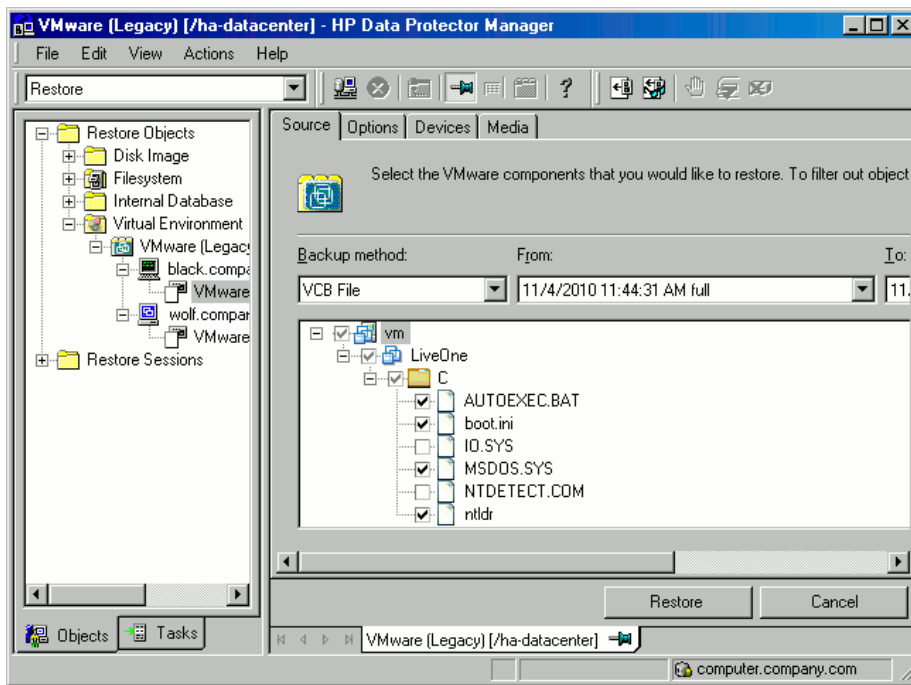 VMware (Legacy) [/ha-datacenter] - HP Data Protector Manager
File Edit View Actions Help
Restore
?
Restore Objects
Disk Image
Filesystem
Internal Database
Virtual Environment
VMware (Legac
black.compa
VMware
wolf.compar
VMware
Restore Sessions
Objects
Tasks
Source
Options
Devices
Media
Select the VMware components that you would like to restore. To filter out object
Backup method:
From:
To:
VCB File
11/4/2010 11:44:31 AM full
11.
vm
LiveOne
C
AUTOEXEC.BAT
boot.ini
IO.SYS
MSDOS.SYS
NTDETECT.COM
ntldr
Restore
Cancel
VMware (Legacy) [/ha-datacenter]
computer.company.com